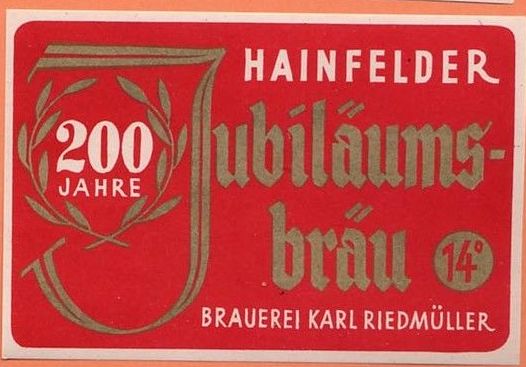 HAINFELDER
200
JAHRE
Jubiläums-
bräu 14°
BRAUEREI KARL RIEDMÜLLER